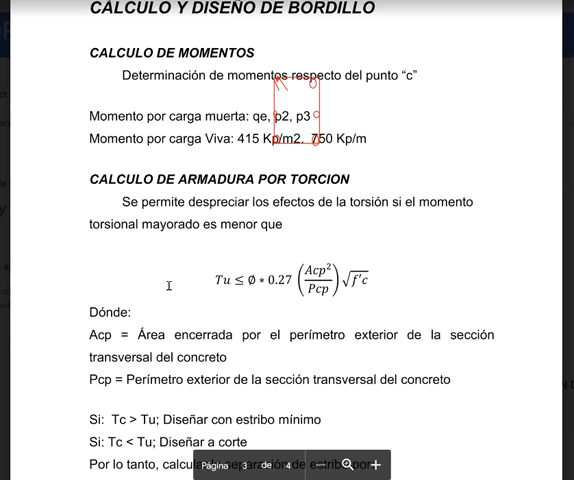 CALCULO Y DISEÑO DE BORDILLO
CALCULO DE MOMENTOS
Determinación de momentos respecto del punto “c”
Momento por carga muerta: qe, p2, p3
Momento por carga Viva: 415 Kp/m2. 750 Kp/m
CALCULO DE ARMADURA POR TORCION
Se permite despreciar los efectos de la torsión si el momento
torsional mayorado es menor que
Tu ≤ ∅ * 0.27 (Acp²/Pcp) √f'c
Dónde:
Acp = Área encerrada por el perímetro exterior de la sección
transversal del concreto
Pcp = Perímetro exterior de la sección transversal del concreto
Si: Tc > Tu; Diseñar con estribo mínimo
Si: Tc < Tu; Diseñar a corte
Por lo tanto, calcular separación de estribo por
Página 3 de 4